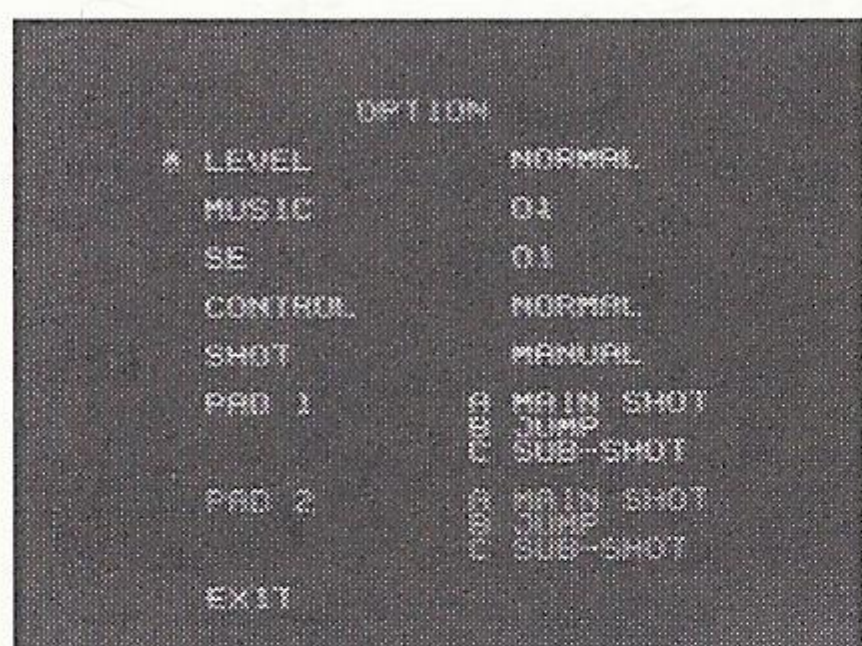 OPTION
* LEVEL NORMAL
MUSIC 01
SE 01
CONTROL NORMAL
SHOT MANUAL
PAD 1 A MAIN SHOT
B JUMP
C SUB-SHOT
PAD 2 A MAIN SHOT
B JUMP
C SUB-SHOT
EXIT